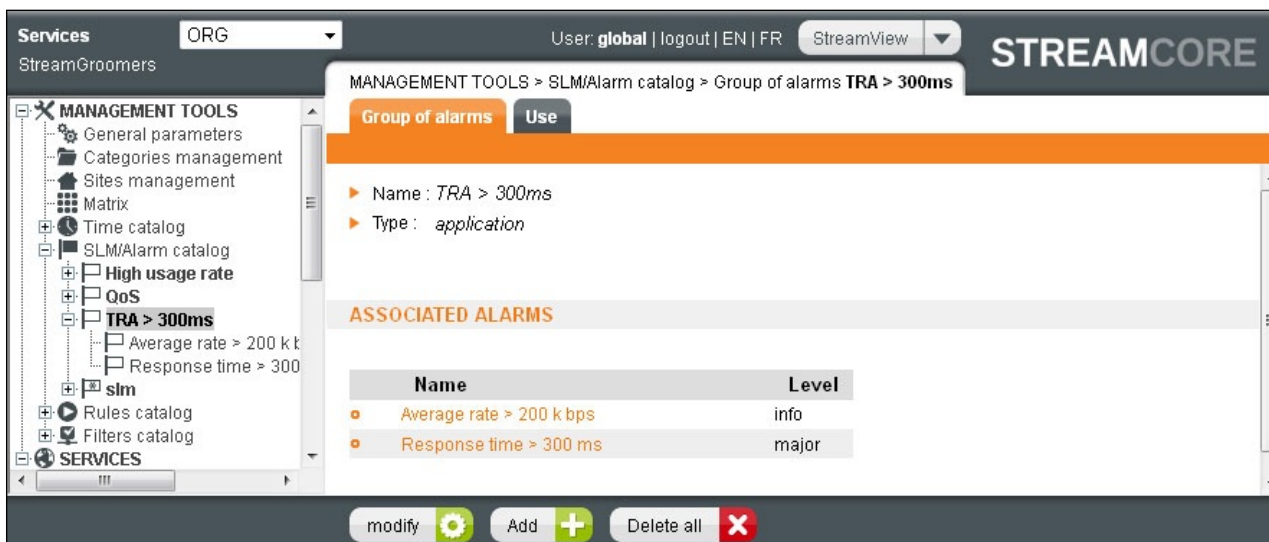 Services
ORG
User: global | logout | EN | FR
StreamView
STREAMCORE
StreamGroomers
MANAGEMENT TOOLS > SLM/Alarm catalog > Group of alarms TRA > 300ms
Group of alarms
Use
MANAGEMENT TOOLS
General parameters
Categories management
Sites management
Matrix
Time catalog
SLM/Alarm catalog
High usage rate
QoS
TRA > 300ms
Average rate > 200 k b
Response time > 300
slm
Rules catalog
Filters catalog
SERVICES
Name : TRA > 300ms
Type : application
ASSOCIATED ALARMS
Name Level
Average rate > 200 k bps info
Response time > 300 ms major
modify
Add
Delete all